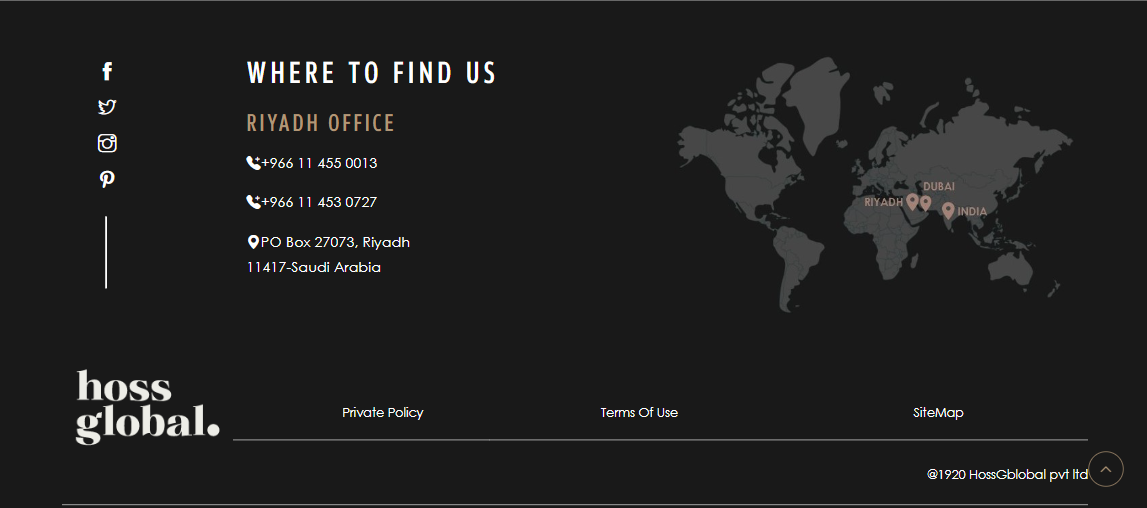 WHERE TO FIND US
RIYADH OFFICE
+966 11 455 0013
+966 11 453 0727
PO Box 27073, Riyadh
11417-Saudi Arabia
DUBAI
RIYADH
INDIA
hoss
global.
Private Policy
Terms Of Use
SiteMap
@1920 HossGblobal pvt ltd